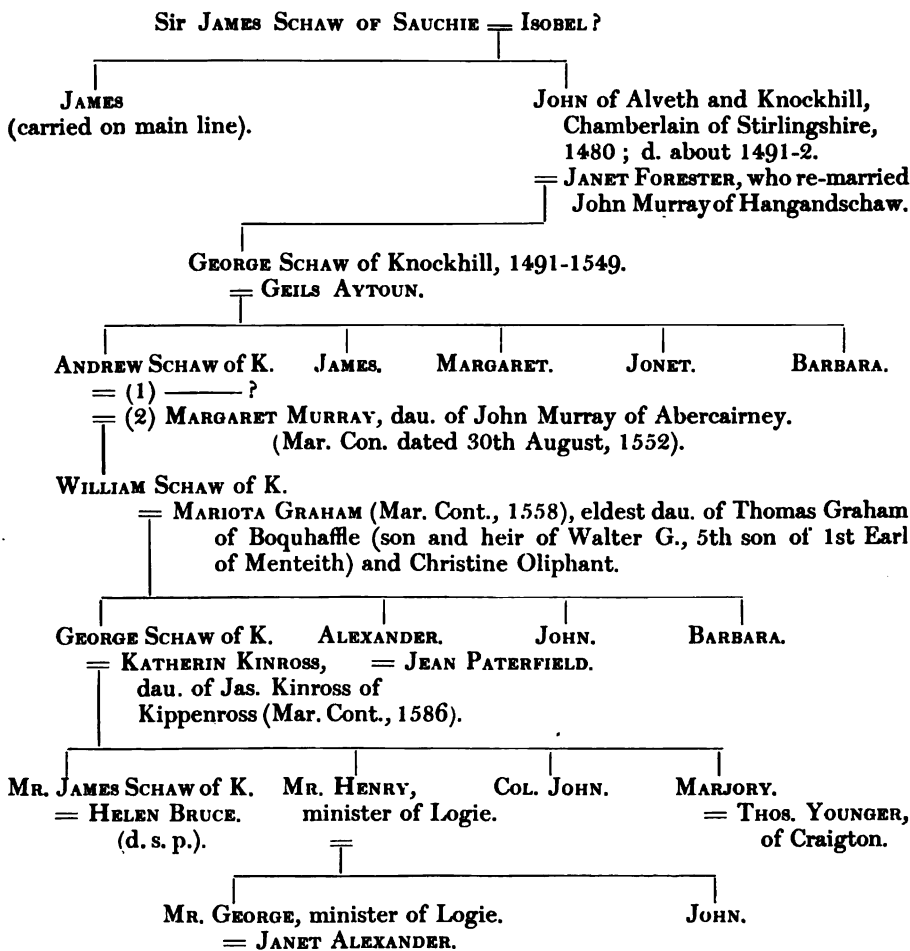 Sir JAMES SCHAW OF SAUCHIE = ISOBEL?
JAMES
(carried on main line).
JOHN of Alveth and Knockhill,
Chamberlain of Stirlingshire,
1480; d. about 1491-2.
= JANET FORESTER, who re-married
John Murray of Hangandschaw.
GEORGE SCHAW of Knockhill, 1491-1549.
= GEILS AYTOUN.
ANDREW SCHAW of K. JAMES. MARGARET. JONET. BARBARA.
= (1) ——— ?
= (2) MARGARET MURRAY, dau. of John Murray of Abercairney.
(Mar. Con. dated 30th August, 1552).
WILLIAM SCHAW of K.
= MARIOTA GRAHAM (Mar. Cont., 1558), eldest dau. of Thomas Graham
of Boquhaffle (son and heir of Walter G., 5th son of 1st Earl
of Menteith) and Christine Oliphant.
GEORGE SCHAW of K. ALEXANDER. JOHN. BARBARA.
= KATHERIN KINROSS, = JEAN PATERFIELD.
dau. of Jas. Kinross of
Kippenross (Mar. Cont., 1586).
MR. JAMES SCHAW of K. MR. HENRY, COL. JOHN. MARJORY.
= HELEN BRUCE. minister of Logie. = THOS. YOUNGER,
(d. s. p.). = of Craigton.
MR. GEORGE, minister of Logie. JOHN.
= JANET ALEXANDER.